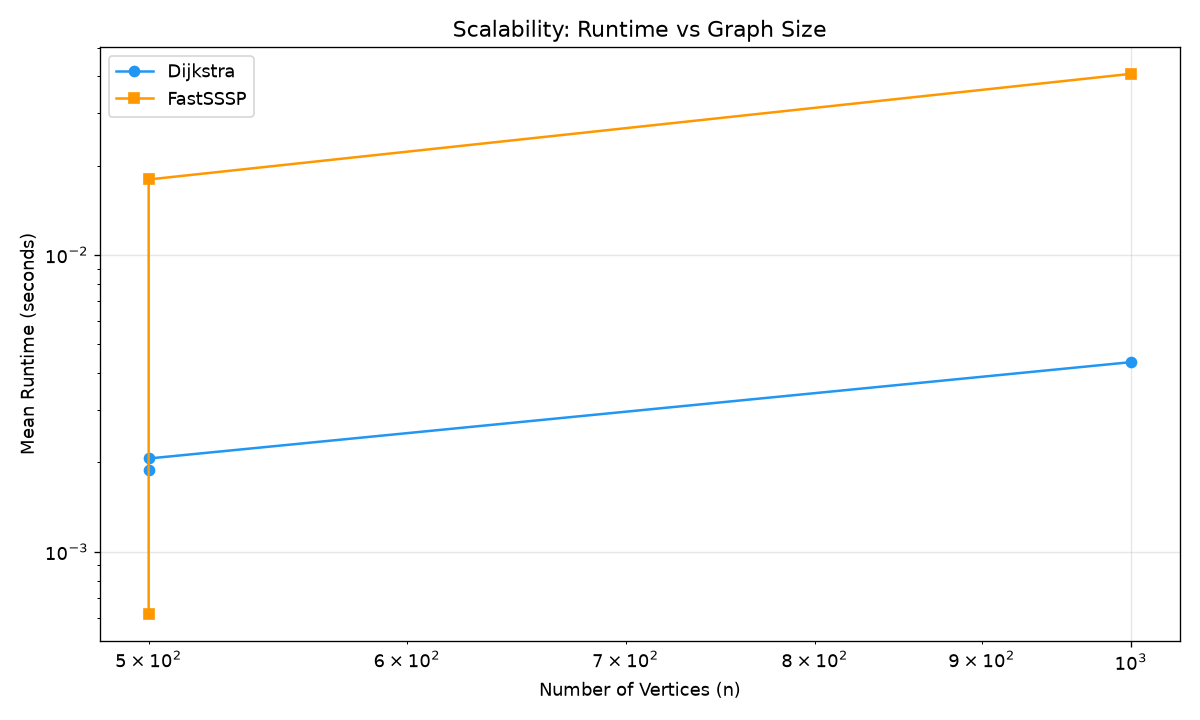 Scalability: Runtime vs Graph Size
Dijkstra
FastSSSP
Mean Runtime (seconds)
10⁻²
10⁻³
5 × 10²
6 × 10²
7 × 10²
8 × 10²
9 × 10²
10³
Number of Vertices (n)